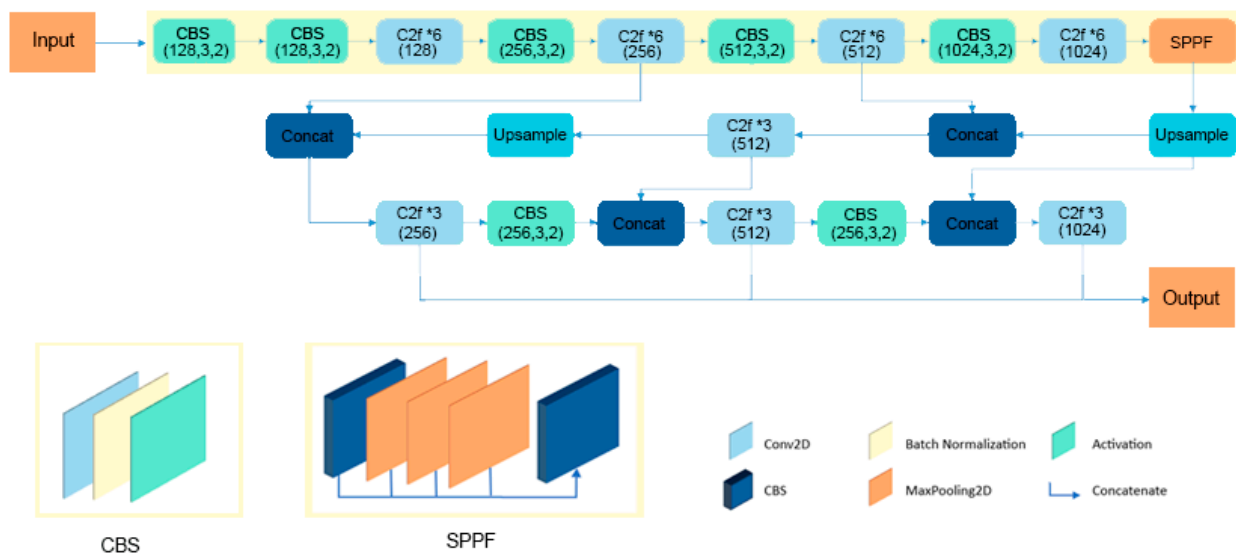 Input
CBS
(128,3,2)
CBS
(128,3,2)
C2f *6
(128)
CBS
(256,3,2)
C2f *6
(256)
CBS
(512,3,2)
C2f *6
(512)
CBS
(1024,3,2)
C2f *6
(1024)
SPPF
Concat
Upsample
C2f *3
(512)
Concat
Upsample
C2f *3
(256)
CBS
(256,3,2)
Concat
C2f *3
(512)
CBS
(256,3,2)
Concat
C2f *3
(1024)
Output
Conv2D
Batch Normalization
Activation
CBS
MaxPooling2D
Concatenate
CBS
SPPF